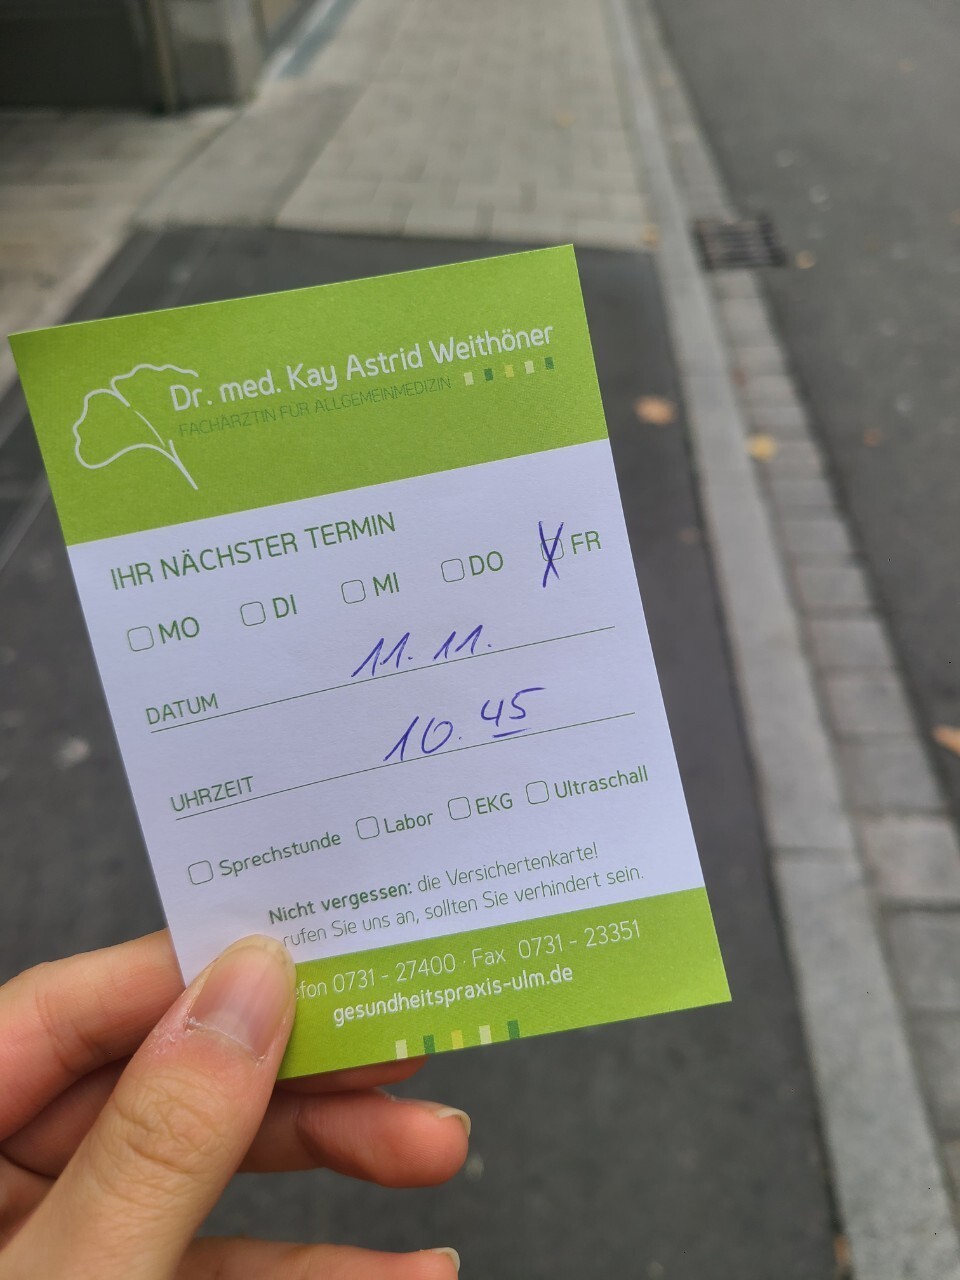 Dr. med. Kay Astrid Weithöner
FACHÄRZTIN FÜR ALLGEMEINMEDIZIN
IHR NÄCHSTER TERMIN
MO DI MI DO FR
DATUM 11. 11.
UHRZEIT 10. 45
Sprechstunde Labor EKG Ultraschall
Nicht vergessen: die Versichertenkarte!
rufen Sie uns an, sollten Sie verhindert sein.
efon 0731 - 27400 · Fax 0731 - 23351
gesundheitspraxis-ulm.de